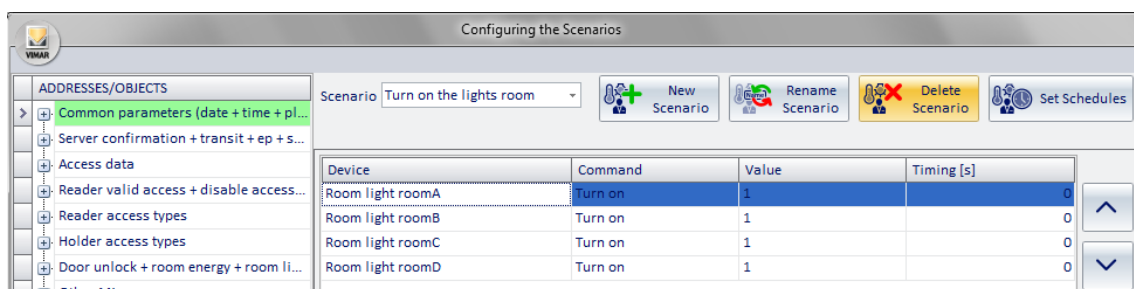 Configuring the Scenarios
VIMAR
ADDRESSES/OBJECTS
Common parameters (date + time + pl...
Server confirmation + transit + ep + s...
Access data
Reader valid access + disable access...
Reader access types
Holder access types
Door unlock + room energy + room li...
Scenario Turn on the lights room
New Scenario
Rename Scenario
Delete Scenario
Set Schedules
Device Command Value Timing [s]
Room light roomA Turn on 1 0
Room light roomB Turn on 1 0
Room light roomC Turn on 1 0
Room light roomD Turn on 1 0